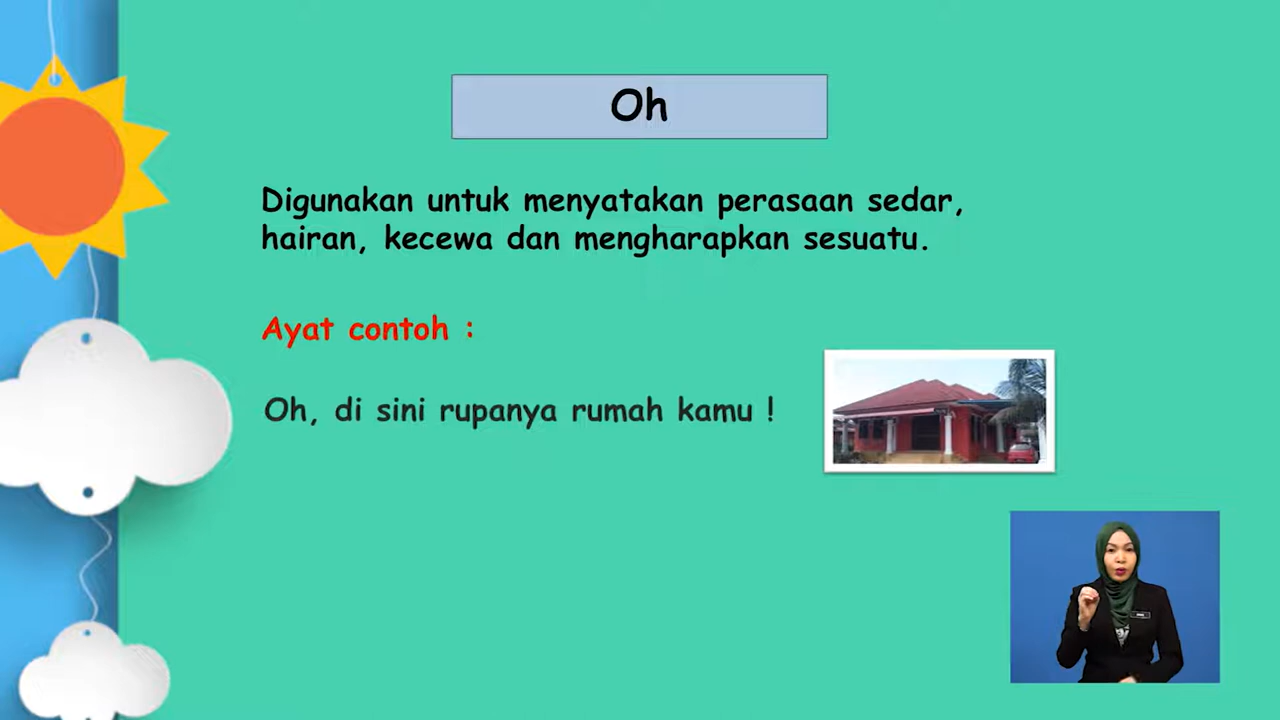 Oh
Digunakan untuk menyatakan perasaan sedar,
hairan, kecewa dan mengharapkan sesuatu.
Ayat contoh :
Oh, di sini rupanya rumah kamu !